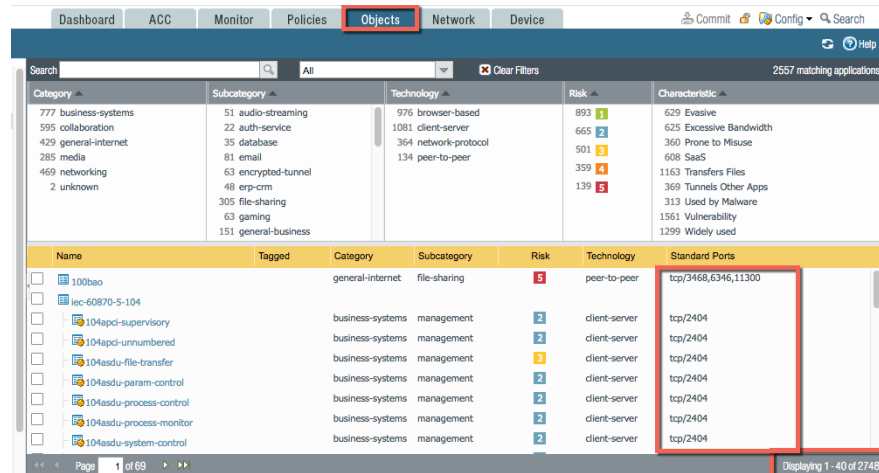 Dashboard ACC Monitor Policies Objects Network Device Commit Config Search
Help
Search All Clear Filters 2557 matching applications
Category Subcategory Technology Risk Characteristic
777 business-systems 51 audio-streaming 976 browser-based 893 1 629 Evasive
595 collaboration 22 auth-service 1081 client-server 665 2 625 Excessive Bandwidth
429 general-internet 35 database 364 network-protocol 501 3 360 Prone to Misuse
285 media 81 email 134 peer-to-peer 359 4 608 SaaS
469 networking 63 encrypted-tunnel 139 5 1163 Transfers Files
2 unknown 48 erp-crm 369 Tunnels Other Apps
305 file-sharing 313 Used by Malware
63 gaming 1561 Vulnerability
151 general-business 1299 Widely used
Name Tagged Category Subcategory Risk Technology Standard Ports
100bao general-internet file-sharing 5 peer-to-peer tcp/3468,6346,11300
iec-60870-5-104
104apci-supervisory business-systems management 2 client-server tcp/2404
104apci-unnumbered business-systems management 2 client-server tcp/2404
104asdu-file-transfer business-systems management 3 client-server tcp/2404
104asdu-param-control business-systems management 2 client-server tcp/2404
104asdu-process-control business-systems management 2 client-server tcp/2404
104asdu-process-monitor business-systems management 2 client-server tcp/2404
104asdu-system-control business-systems management 2 client-server tcp/2404
Page 1 of 69 Displaying 1 - 40 of 2748